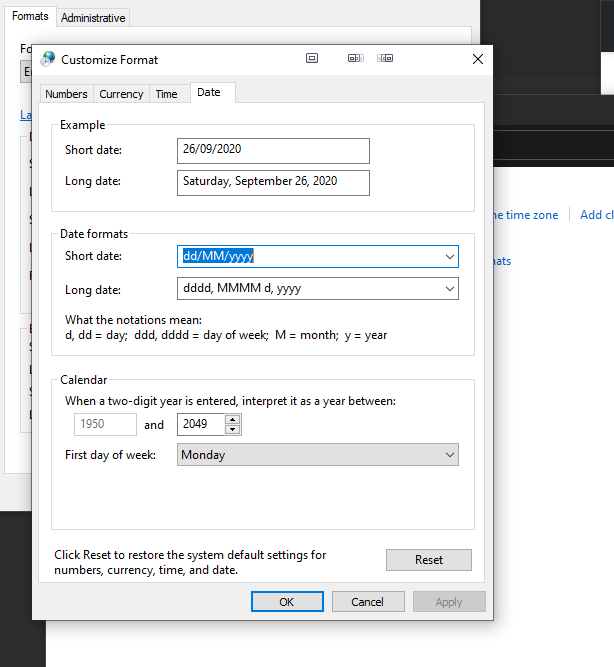 Formats
Administrative
Customize Format
Numbers
Currency
Time
Date
Example
Short date:
26/09/2020
Long date:
Saturday, September 26, 2020
Date formats
Short date:
dd/MM/yyyy
Long date:
dddd, MMMM d, yyyy
What the notations mean:
d, dd = day; ddd, dddd = day of week; M = month; y = year
Calendar
When a two-digit year is entered, interpret it as a year between:
1950 and 2049
First day of week:
Monday
Click Reset to restore the system default settings for
numbers, currency, time, and date.
Reset
OK
Cancel
Apply
time zone
Add